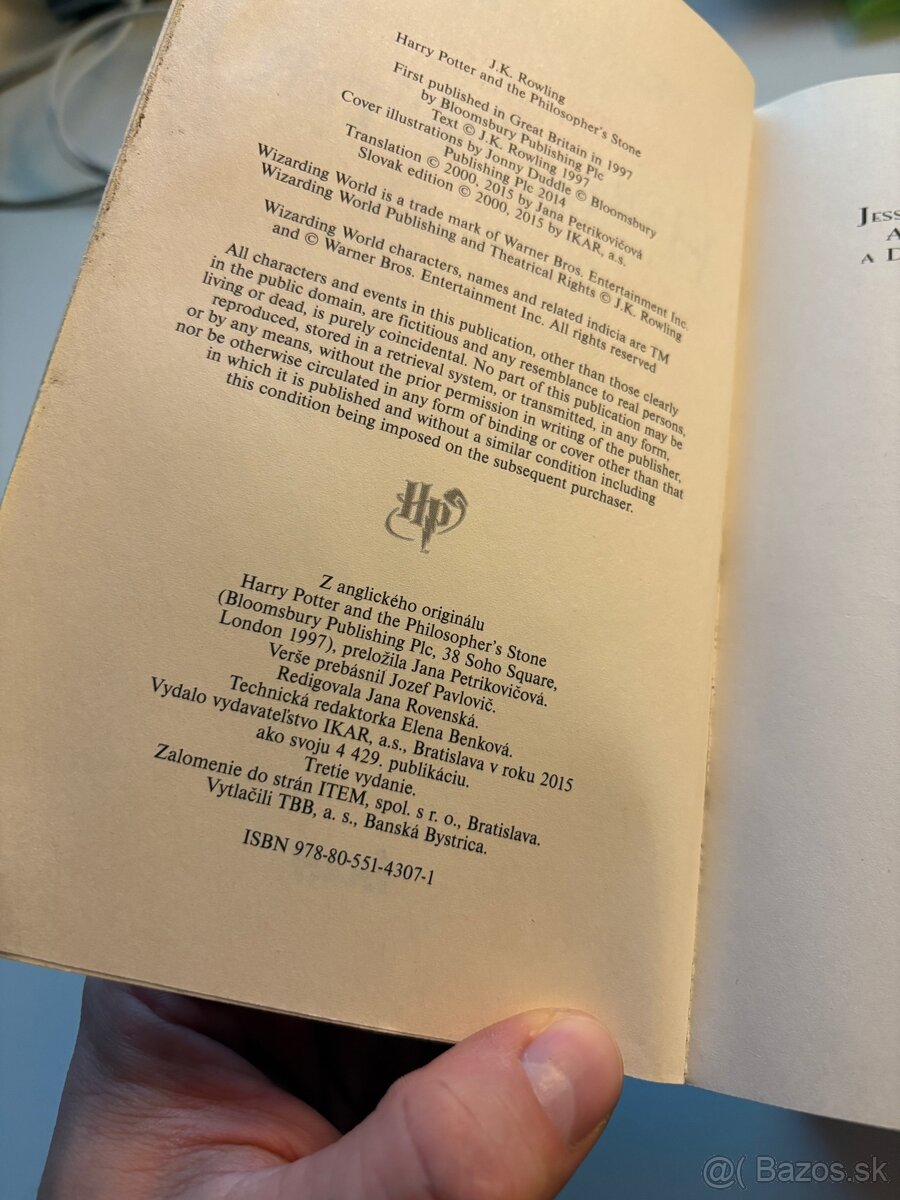 J.K. Rowling
Harry Potter and the Philosopher's Stone
First published in Great Britain in 1997
by Bloomsbury Publishing Plc
Text © J.K. Rowling 1997
Cover illustrations by Jonny Duddle © Bloomsbury
Publishing Plc 2014
Translation © 2000, 2015 by Jana Petrikovičová
Slovak edition © 2000, 2015 by IKAR, a.s.
Wizarding World is a trade mark of Warner Bros. Entertainment Inc.
Wizarding World Publishing and Theatrical Rights © J.K. Rowling
Wizarding World characters, names and related indicia are TM
and © Warner Bros. Entertainment Inc. All rights reserved
All characters and events in this publication, other than those clearly
in the public domain, are fictitious and any resemblance to real persons,
living or dead, is purely coincidental. No part of this publication may be
reproduced, stored in a retrieval system, or transmitted, in any form,
or by any means, without the prior permission in writing of the publisher,
nor be otherwise circulated in any form of binding or cover other than that
in which it is published and without a similar condition including
this condition being imposed on the subsequent purchaser.
HP
Z anglického originálu
Harry Potter and the Philosopher's Stone
(Bloomsbury Publishing Plc, 38 Soho Square,
London 1997), preložila Jana Petrikovičová.
Verše prebásnil Jozef Pavlovič.
Redigovala Jana Rovenská.
Technická redaktorka Elena Benková.
Vydalo vydavateľstvo IKAR, a.s., Bratislava v roku 2015
ako svoju 4 429. publikáciu.
Tretie vydanie.
Zalomenie do strán ITEM, spol. s r. o., Bratislava.
Vytlačili TBB, a. s., Banská Bystrica.
ISBN 978-80-551-4307-1
JESS
A
A D
@( Bazos.sk